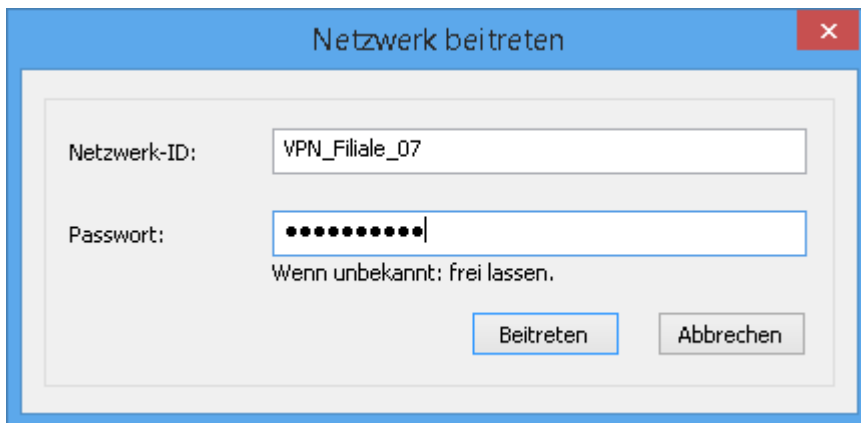 Netzwerk beitreten
Netzwerk-ID: VPN_Filiale_07
Passwort: ●●●●●●●●●●
Wenn unbekannt: frei lassen.
Beitreten Abbrechen